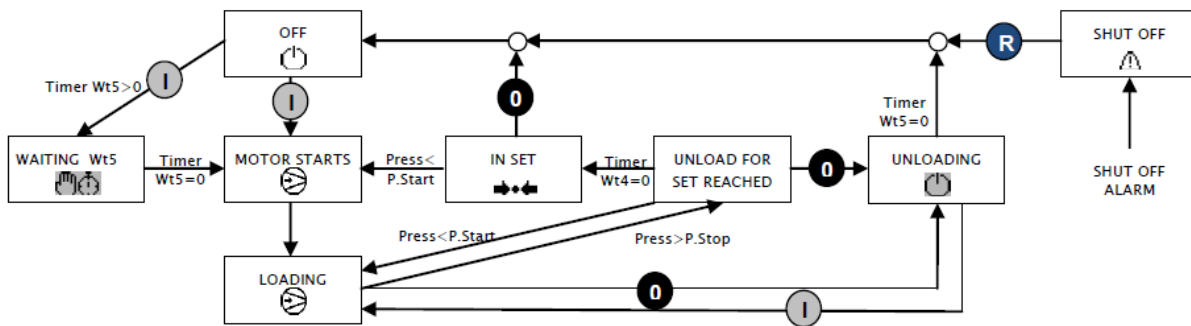 OFF
R
SHUT OFF
Timer Wt5>0
I
I
0
Timer
Wt5=0
WAITING Wt5
Timer
Wt5=0
MOTOR STARTS
Press<
P.Start
IN SET
Timer
Wt4=0
UNLOAD FOR
SET REACHED
0
UNLOADING
SHUT OFF
ALARM
Press<P.Start
Press>P.Stop
LOADING
0
I